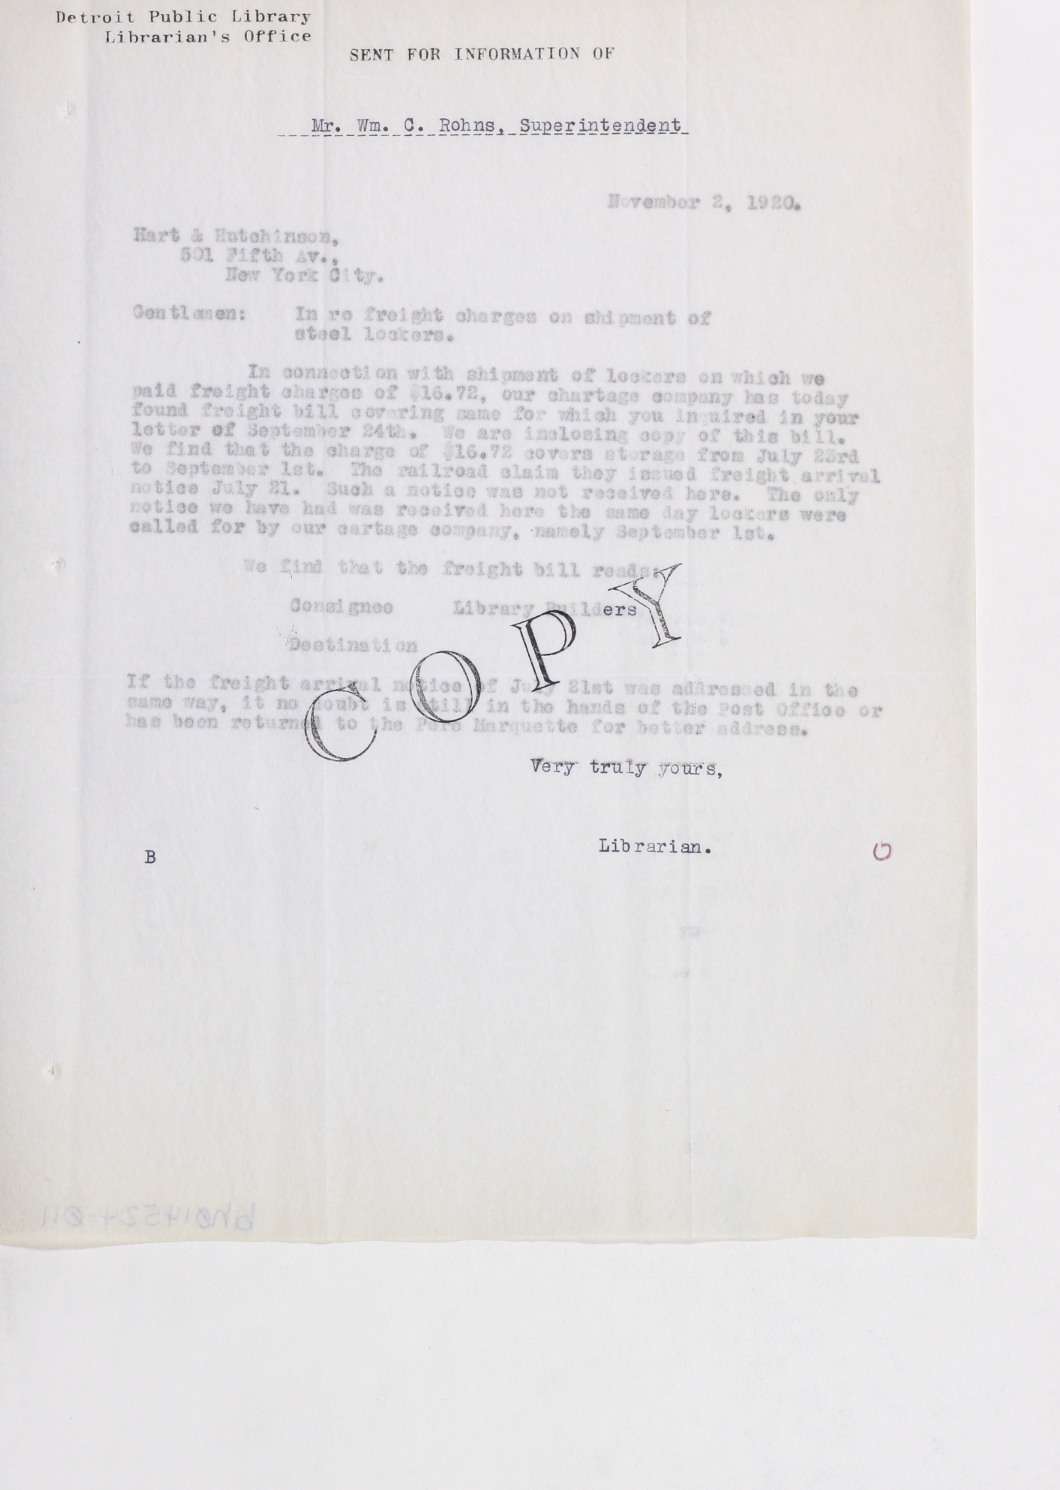 Detroit Public Library
Librarian's Office
SENT FOR INFORMATION OF
Mr. Wm. C. Rohns, Superintendent
November 2, 1920.
Hart & Hutchinson,
501 Fifth Av.,
New York City.
Gentlemen: In re freight charges on shipment of
steel lockers.
In connection with shipment of lockers on which we
paid freight charges of $16.72, our chartage company has today
found freight bill covering same for which you inquired in your
letter of September 24th. We are inclosing copy of this bill.
We find that the charge of $16.72 covers storage from July 23rd
to September 1st. The railroad claim they issued freight arrival
notice July 21. Such a notice was not received here. The only
notice we have had was received here the same day lockers were
called for by our cartage company, namely September 1st.
We find that the freight bill reads:
Consignee Library Builders
Destination
If the freight arrival notice of July 21st was addressed in the
same way, it no doubt is still in the hands of the Post Office or
has been returned to the Pere Marquette for better address.
COPY
Very truly yours,
Librarian.
B